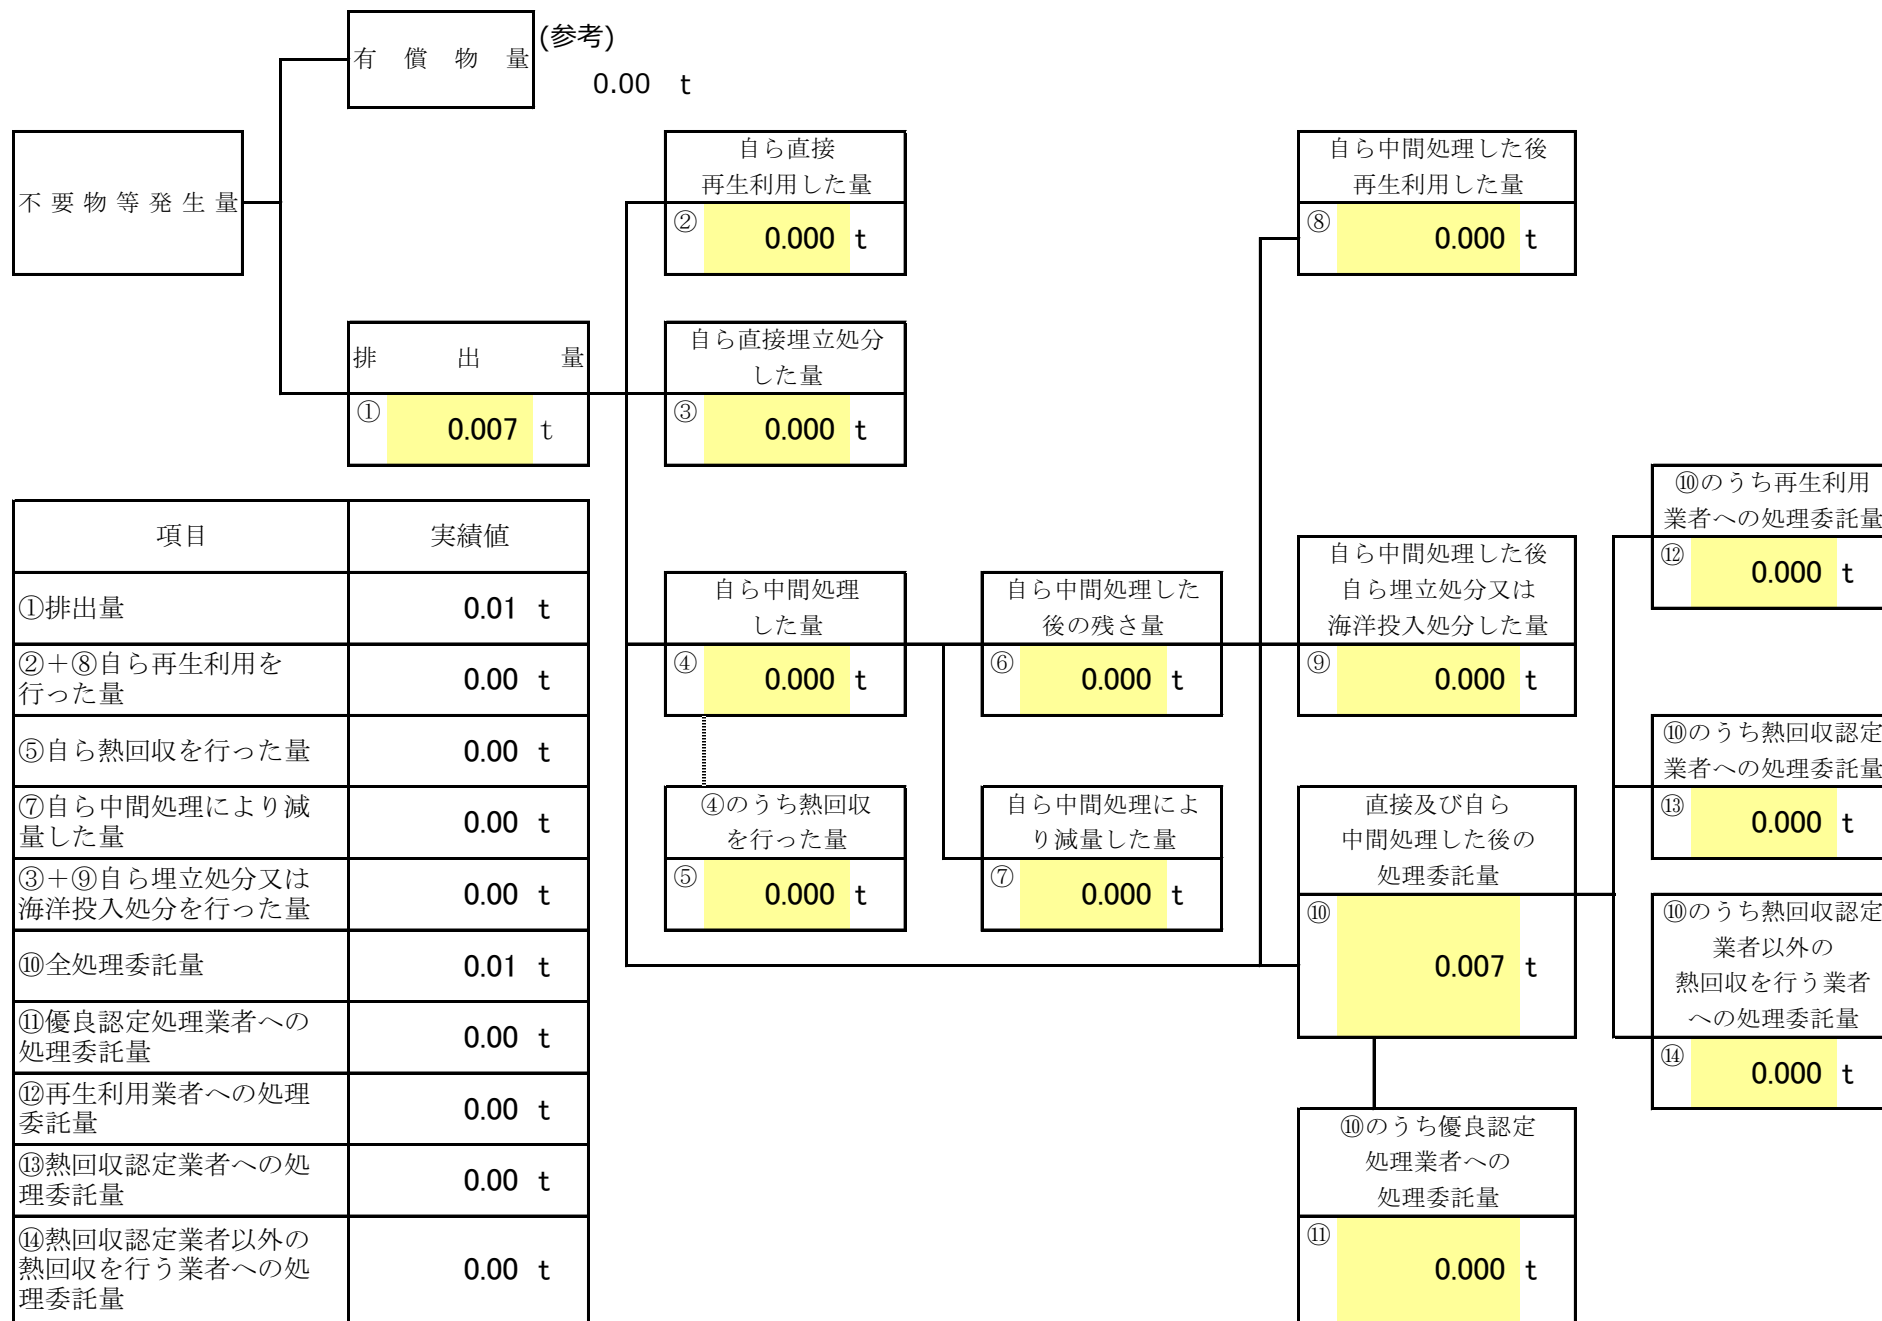 有償物量
(参考)
0.00 t
不要物等発生量
自ら直接
再生利用した量
② 0.000 t
自ら中間処理した後
再生利用した量
⑧ 0.000 t
排出量
① 0.007 t
自ら直接埋立処分
した量
③ 0.000 t
項目 実績値
①排出量 0.01 t
②+⑧自ら再生利用を
行った量 0.00 t
⑤自ら熱回収を行った量 0.00 t
⑦自ら中間処理により減
量した量 0.00 t
③+⑨自ら埋立処分又は
海洋投入処分を行った量 0.00 t
⑩全処理委託量 0.01 t
⑪優良認定処理業者への
処理委託量 0.00 t
⑫再生利用業者への処理
委託量 0.00 t
⑬熱回収認定業者への処
理委託量 0.00 t
⑭熱回収認定業者以外の
熱回収を行う業者への処
理委託量 0.00 t
自ら中間処理
した量
④ 0.000 t
④のうち熱回収
を行った量
⑤ 0.000 t
自ら中間処理した
後の残さ量
⑥ 0.000 t
自ら中間処理によ
り減量した量
⑦ 0.000 t
自ら中間処理した後
自ら埋立処分又は
海洋投入処分した量
⑨ 0.000 t
直接及び自ら
中間処理した後の
処理委託量
⑩ 0.007 t
⑩のうち優良認定
処理業者への
処理委託量
⑪ 0.000 t
⑩のうち再生利用
業者への処理委託量
⑫ 0.000 t
⑩のうち熱回収認定
業者への処理委託量
⑬ 0.000 t
⑩のうち熱回収認定
業者以外の
熱回収を行う業者
への処理委託量
⑭ 0.000 t